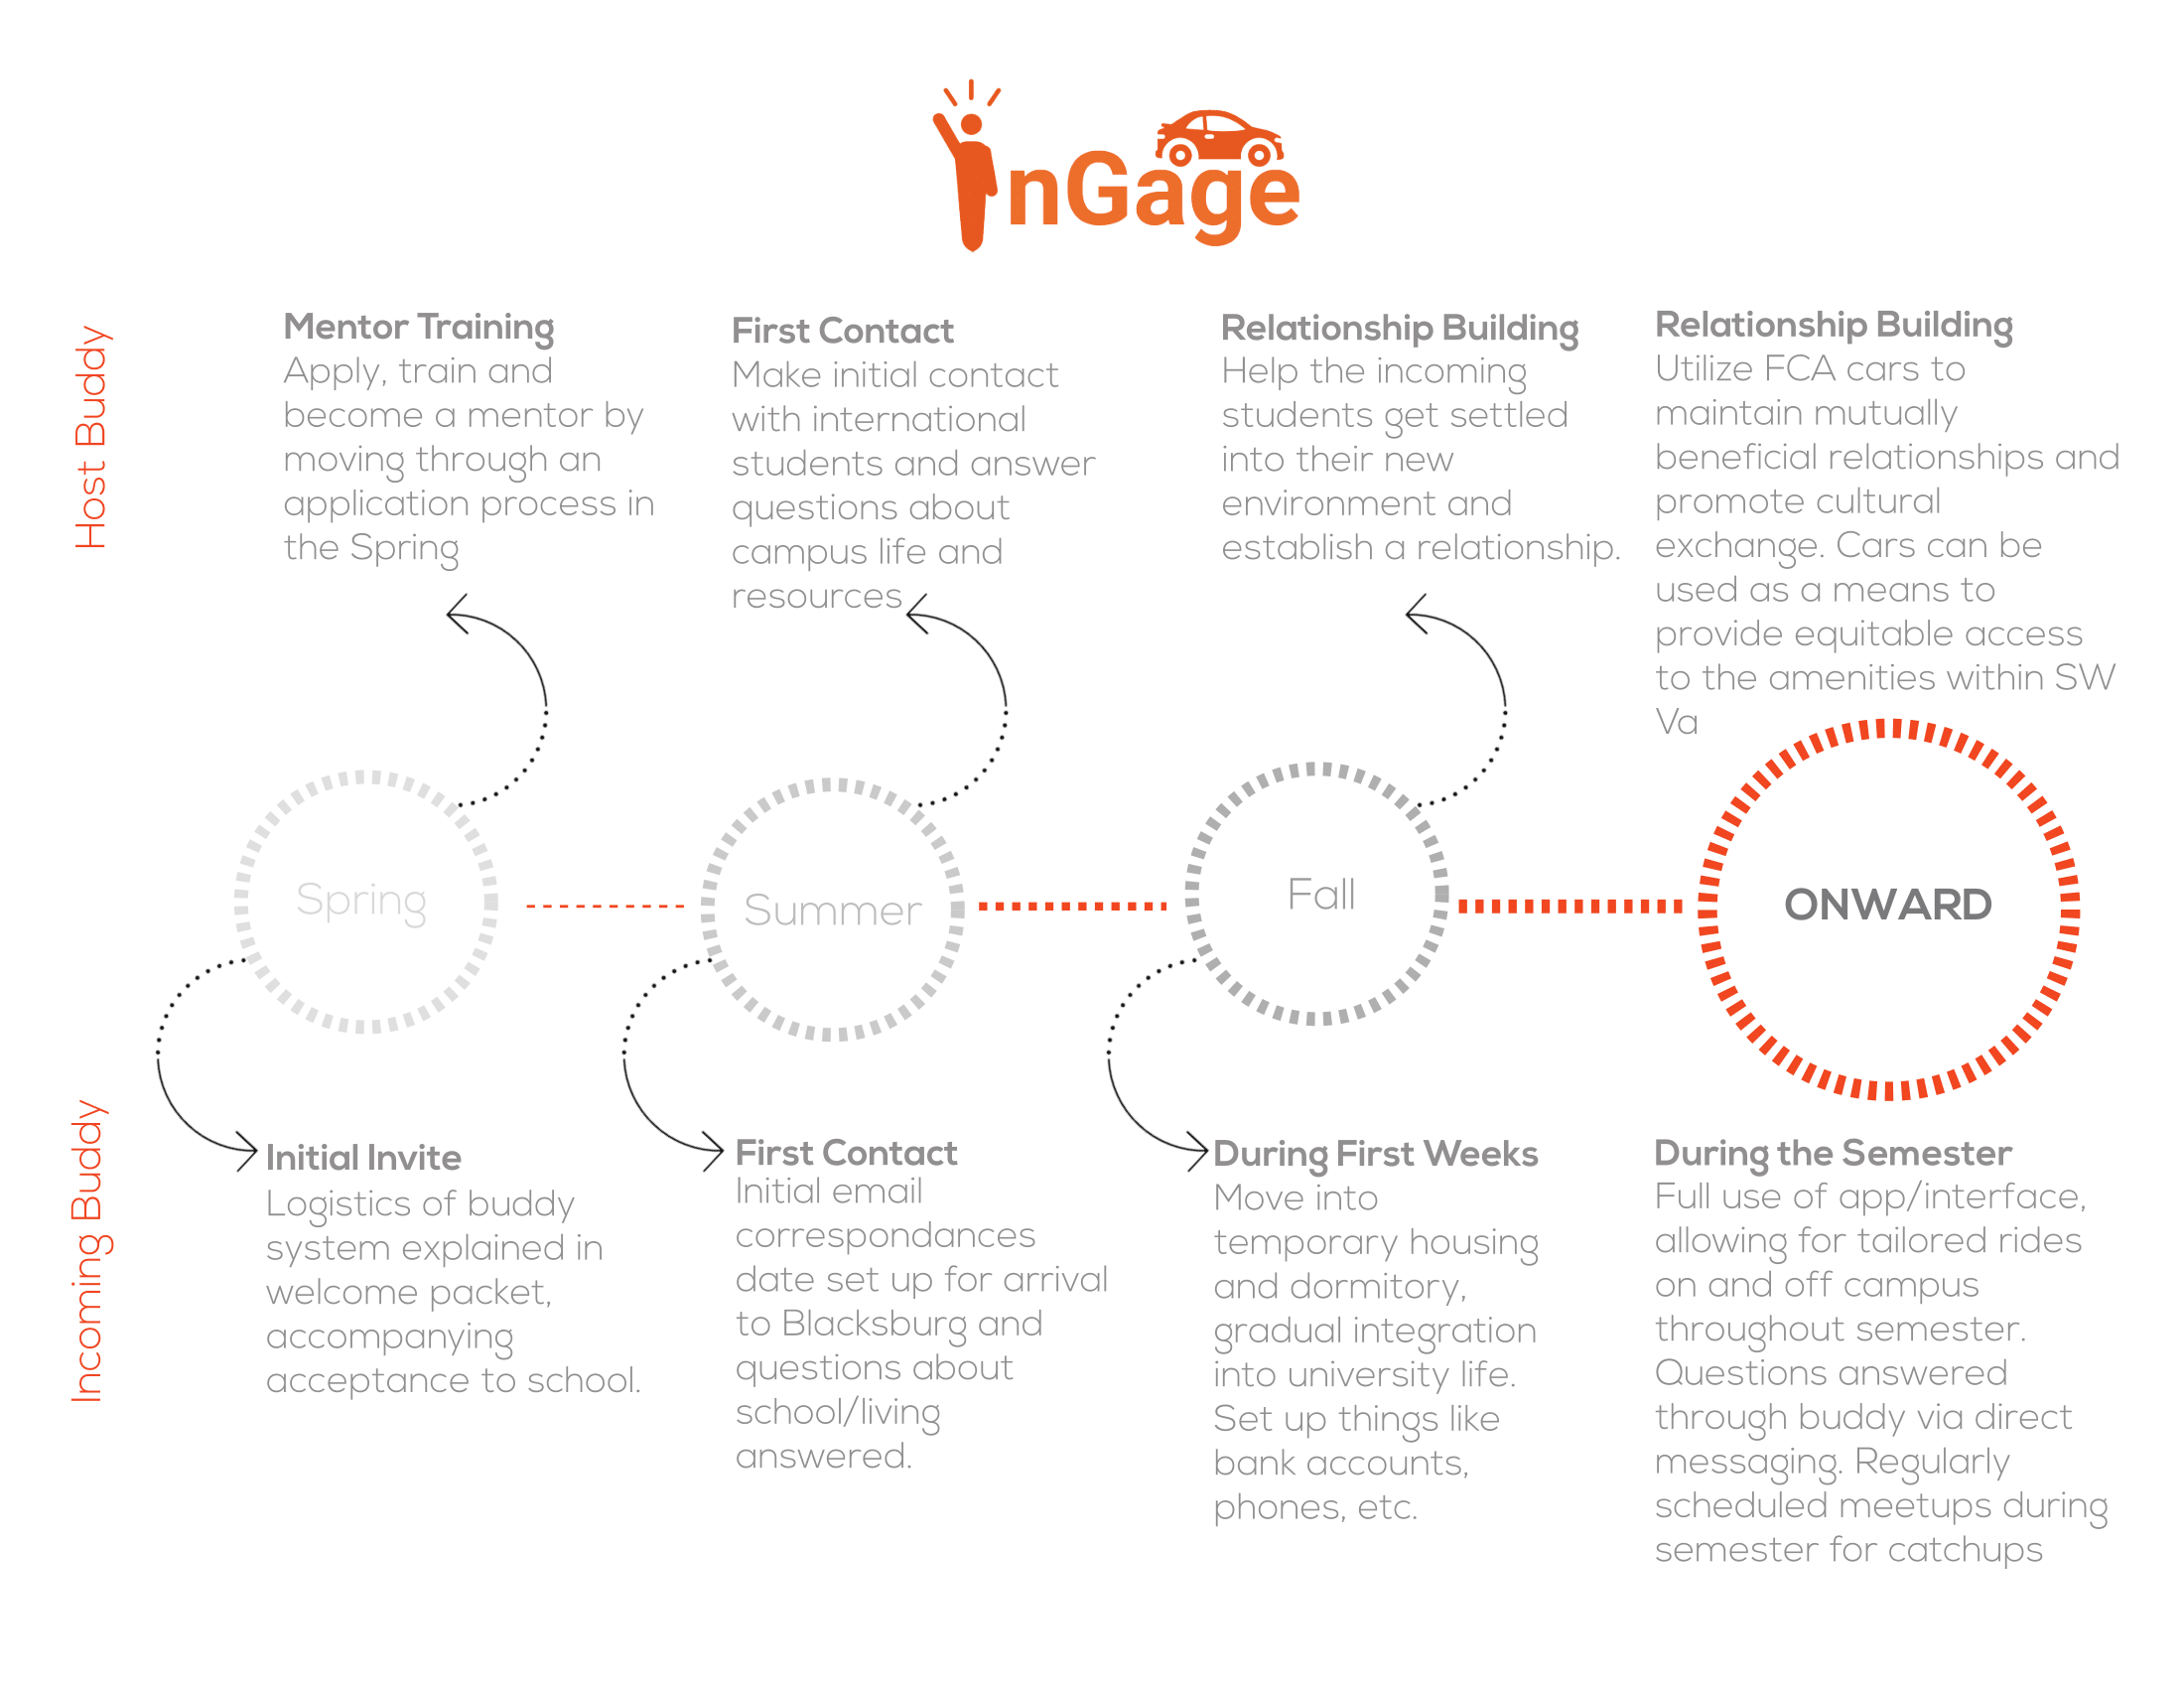 InGage
Host Buddy
Mentor Training
Apply, train and
become a mentor by
moving through an
application process in
the Spring
First Contact
Make initial contact
with international
students and answer
questions about
campus life and
resources
Relationship Building
Help the incoming
students get settled
into their new
environment and
establish a relationship.
Relationship Building
Utilize FCA cars to
maintain mutually
beneficial relationships and
promote cultural
exchange. Cars can be
used as a means to
provide equitable access
to the amenities within SW
Va
Spring
Summer
Fall
ONWARD
Incoming Buddy
Initial Invite
Logistics of buddy
system explained in
welcome packet,
accompanying
acceptance to school.
First Contact
Initial email
correspondances
date set up for arrival
to Blacksburg and
questions about
school/living
answered.
During First Weeks
Move into
temporary housing
and dormitory,
gradual integration
into university life.
Set up things like
bank accounts,
phones, etc.
During the Semester
Full use of app/interface,
allowing for tailored rides
on and off campus
throughout semester.
Questions answered
through buddy via direct
messaging. Regularly
scheduled meetups during
semester for catchups